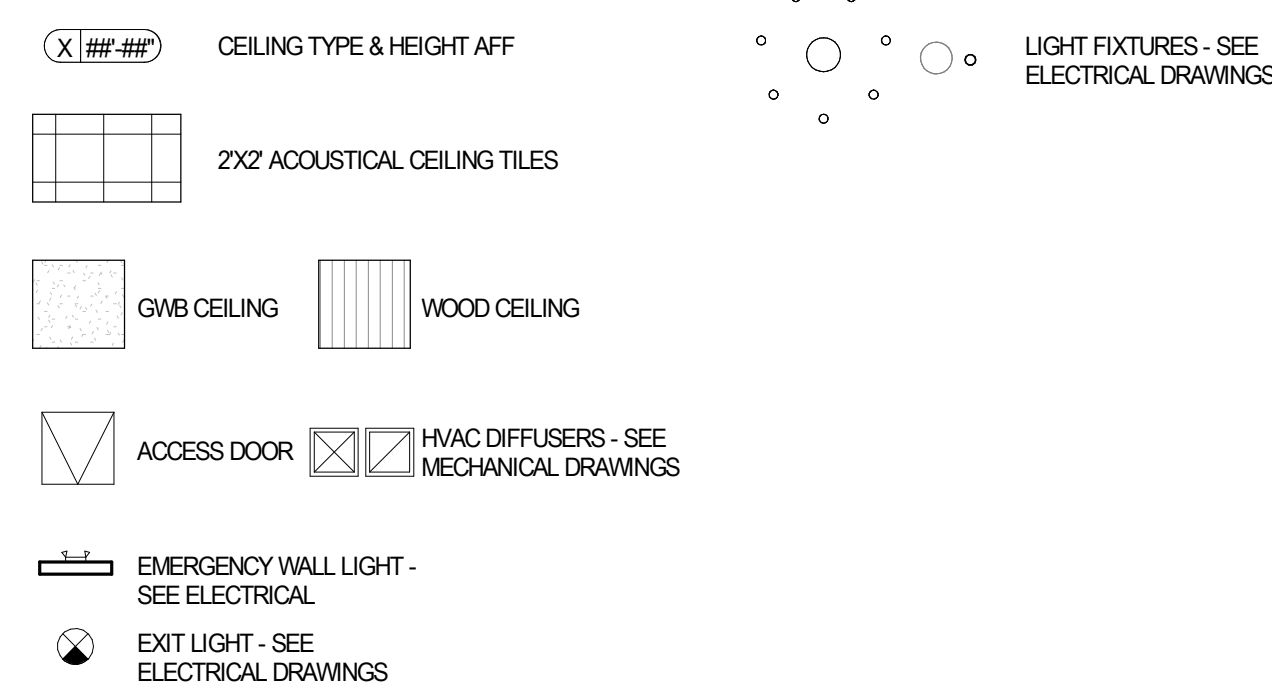 X ##'-##"
CEILING TYPE & HEIGHT AFF
2'X2' ACOUSTICAL CEILING TILES
GWB CEILING
WOOD CEILING
ACCESS DOOR
HVAC DIFFUSERS - SEE
MECHANICAL DRAWINGS
EMERGENCY WALL LIGHT -
SEE ELECTRICAL
EXIT LIGHT - SEE
ELECTRICAL DRAWINGS
LIGHT FIXTURES - SEE
ELECTRICAL DRAWINGS